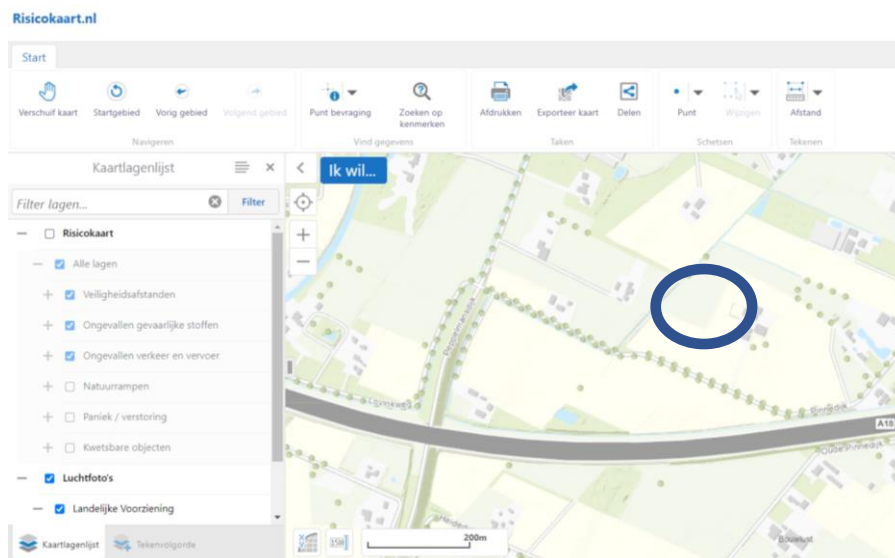 Risicokaart.nl
Start
Verschuif kaart Startgebied Vorig gebied Volgend gebied Punt bevraging Zoeken op kenmerken Afdrukken Exporteer kaart Delen Punt Wijzigen Afstand
Navigeren Vind gegevens Taken Schetsen Tekenen
Kaartlagenlijst
Ik wil...
Filter lagen... Filter
Risicokaart
Alle lagen
Veiligheidsafstanden
Ongevallen gevaarlijke stoffen
Ongevallen verkeer en vervoer
Natuurrampen
Paniek / verstoring
Kwetsbare objecten
Luchtfoto's
Landelijke Voorziening
Kaartlagenlijst Tekenvolgorde
A18
200m
Bouwlust